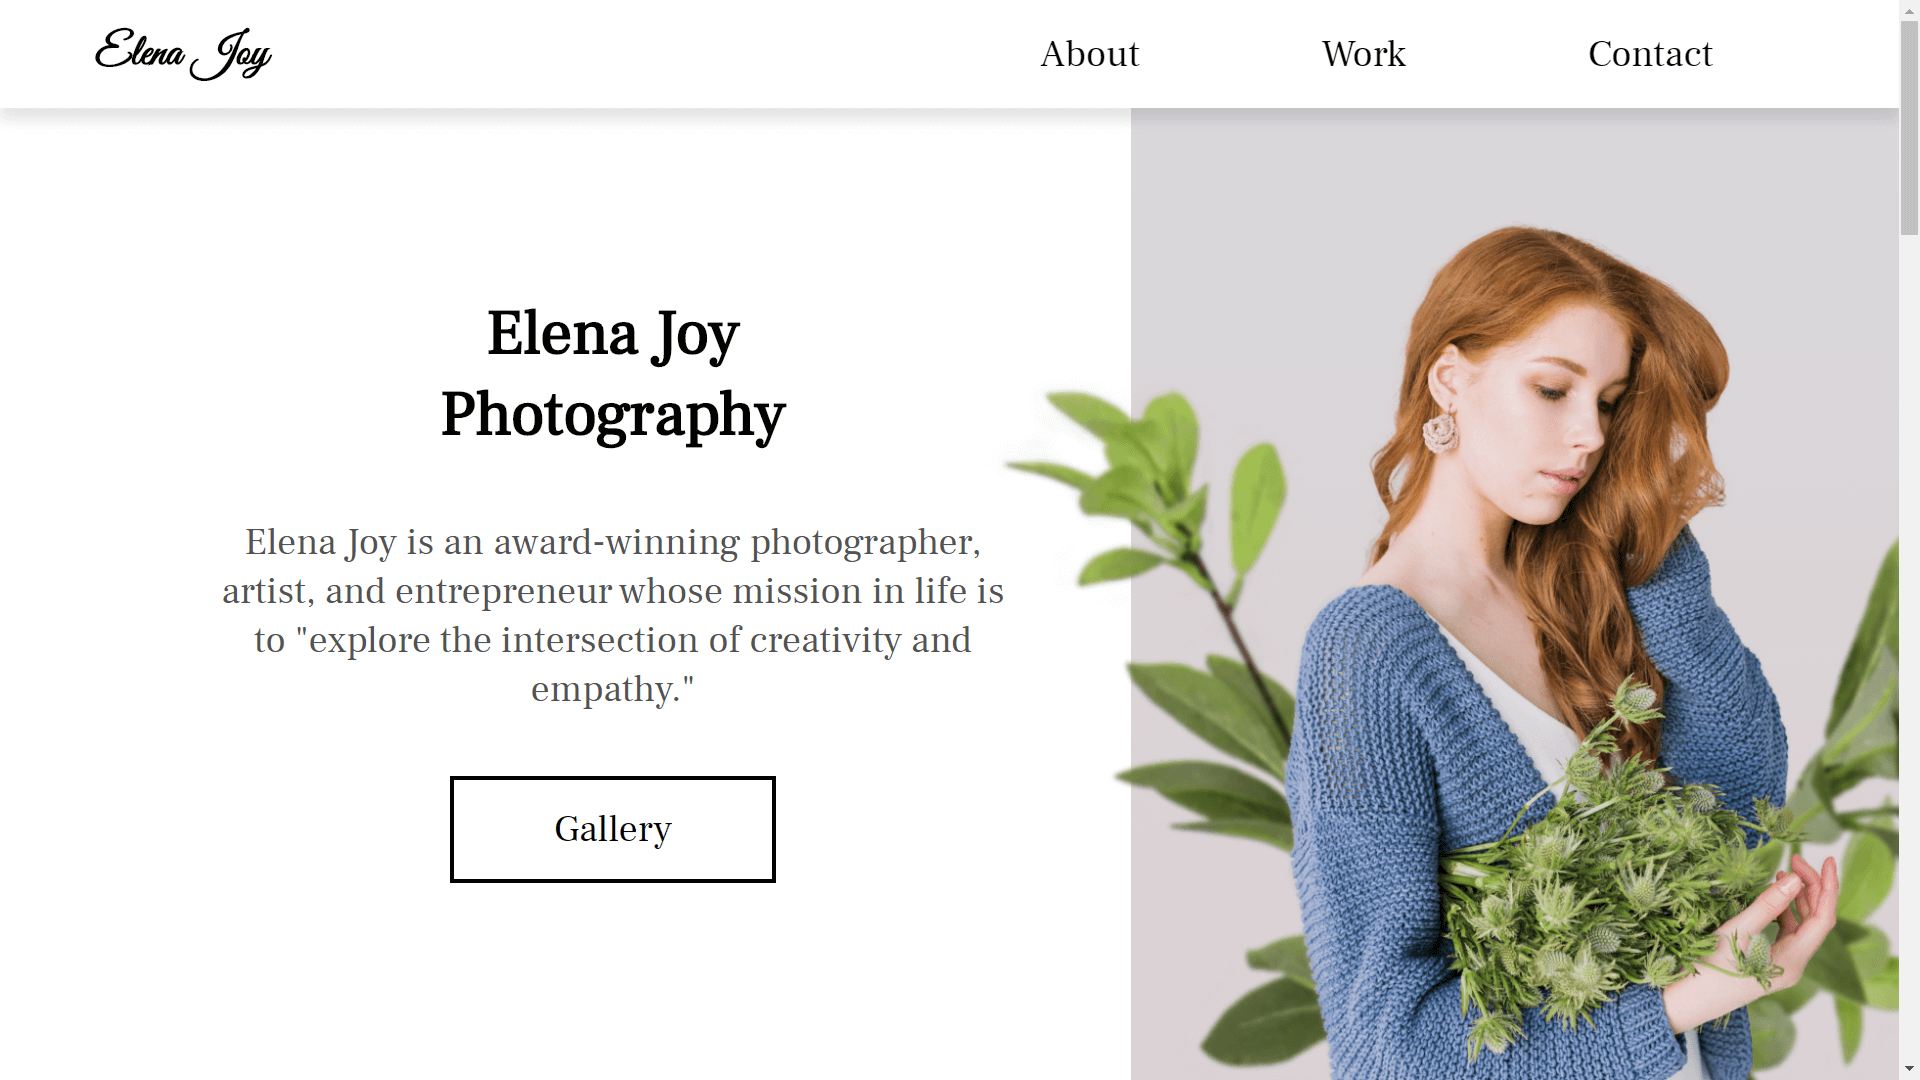 Elena Joy
About
Work
Contact
Elena Joy
Photography
Elena Joy is an award-winning photographer,
artist, and entrepreneur whose mission in life is
to "explore the intersection of creativity and
empathy."
Gallery